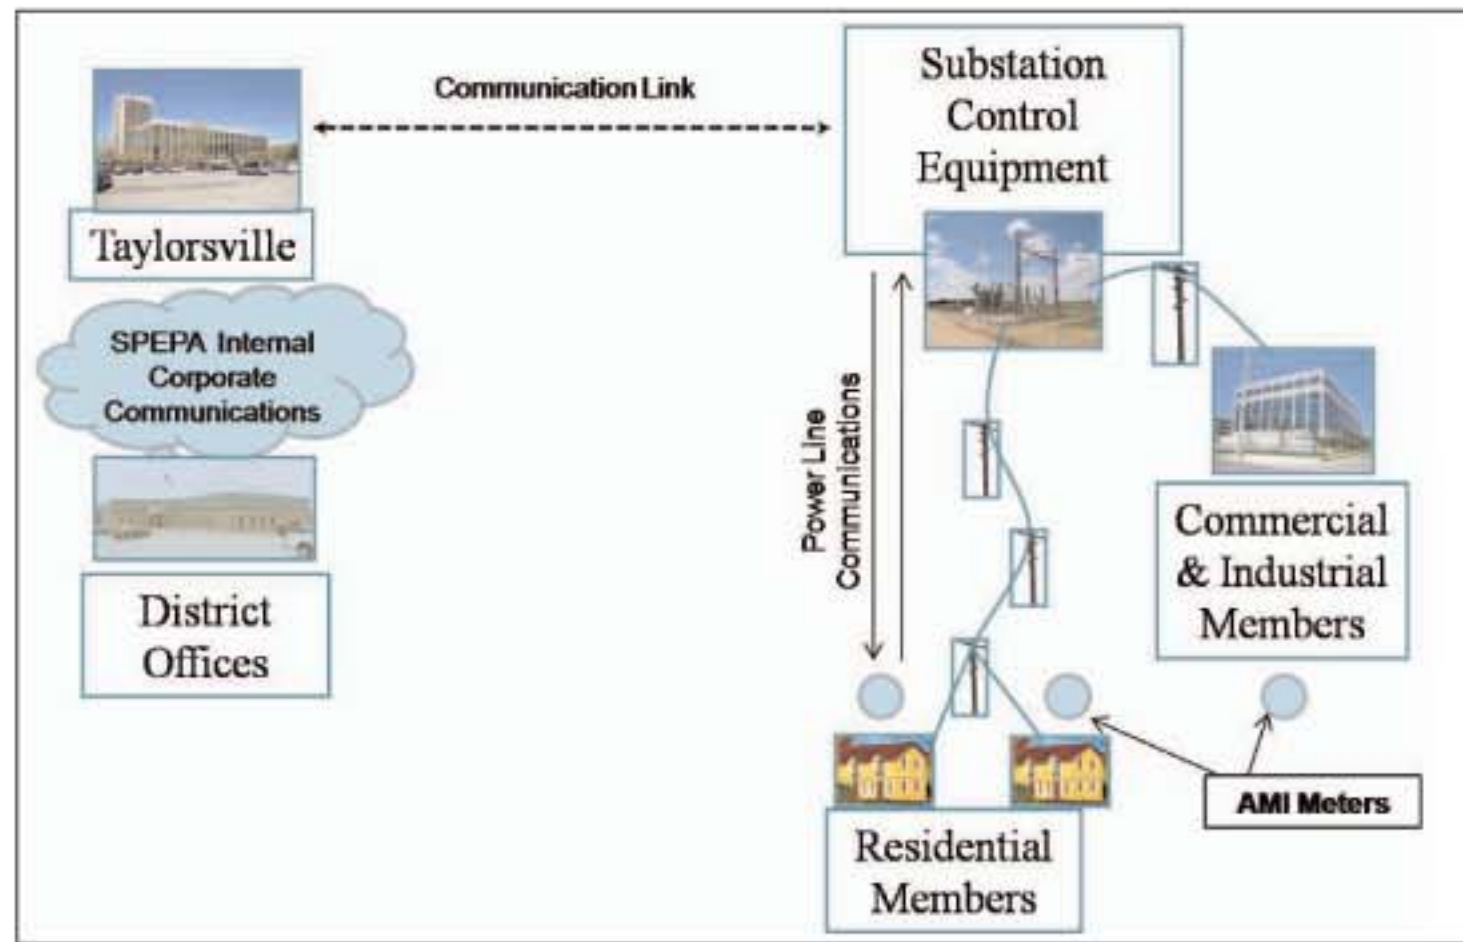 Communication Link
Substation
Control
Equipment
Taylorsville
SPEPA Internal
Corporate
Communications
District
Offices
Power Line
Communications
Commercial
& Industrial
Members
AMI Meters
Residential
Members